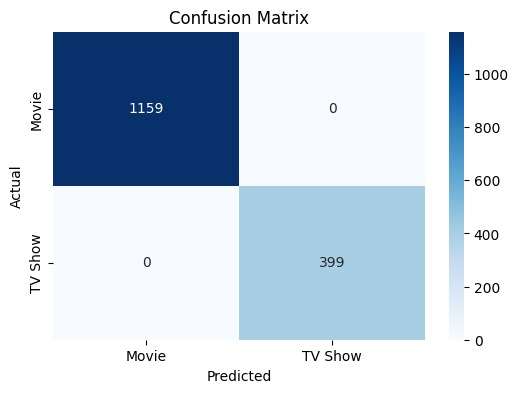 Confusion Matrix
Actual
Movie
1159
0
TV Show
0
399
Movie
TV Show
Predicted
1000
800
600
400
200
0